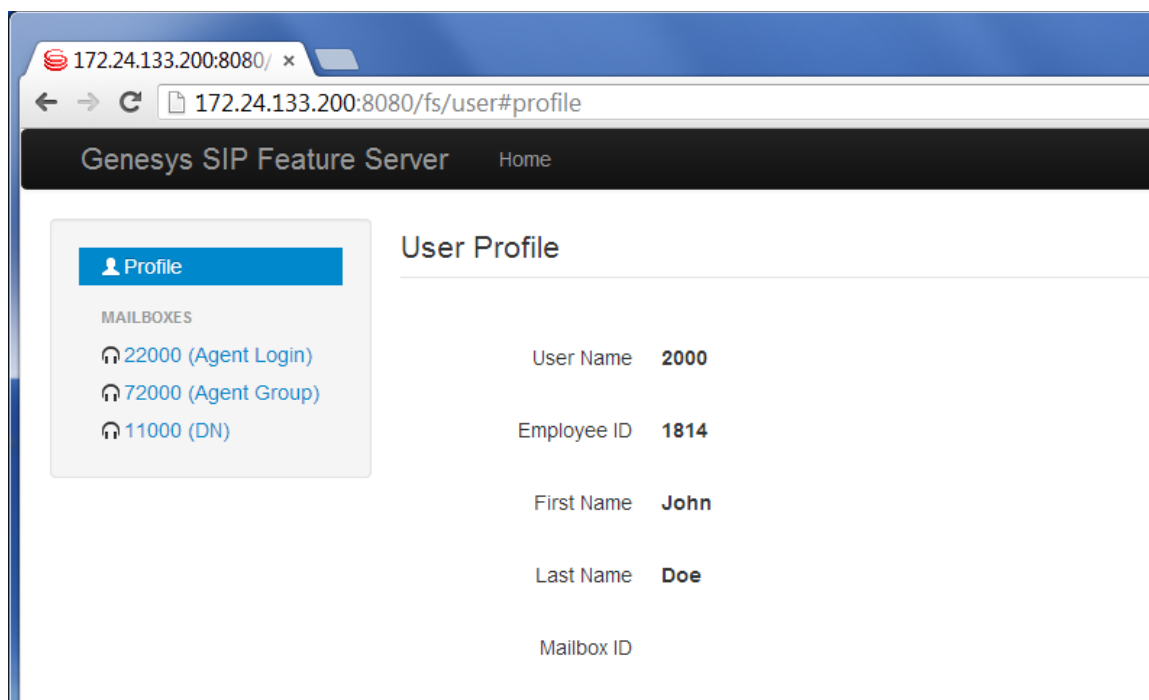 172.24.133.200:8080/ ×
172.24.133.200:8080/fs/user#profile
Genesys SIP Feature Server Home
Profile
MAILBOXES
22000 (Agent Login)
72000 (Agent Group)
11000 (DN)
User Profile
User Name 2000
Employee ID 1814
First Name John
Last Name Doe
Mailbox ID